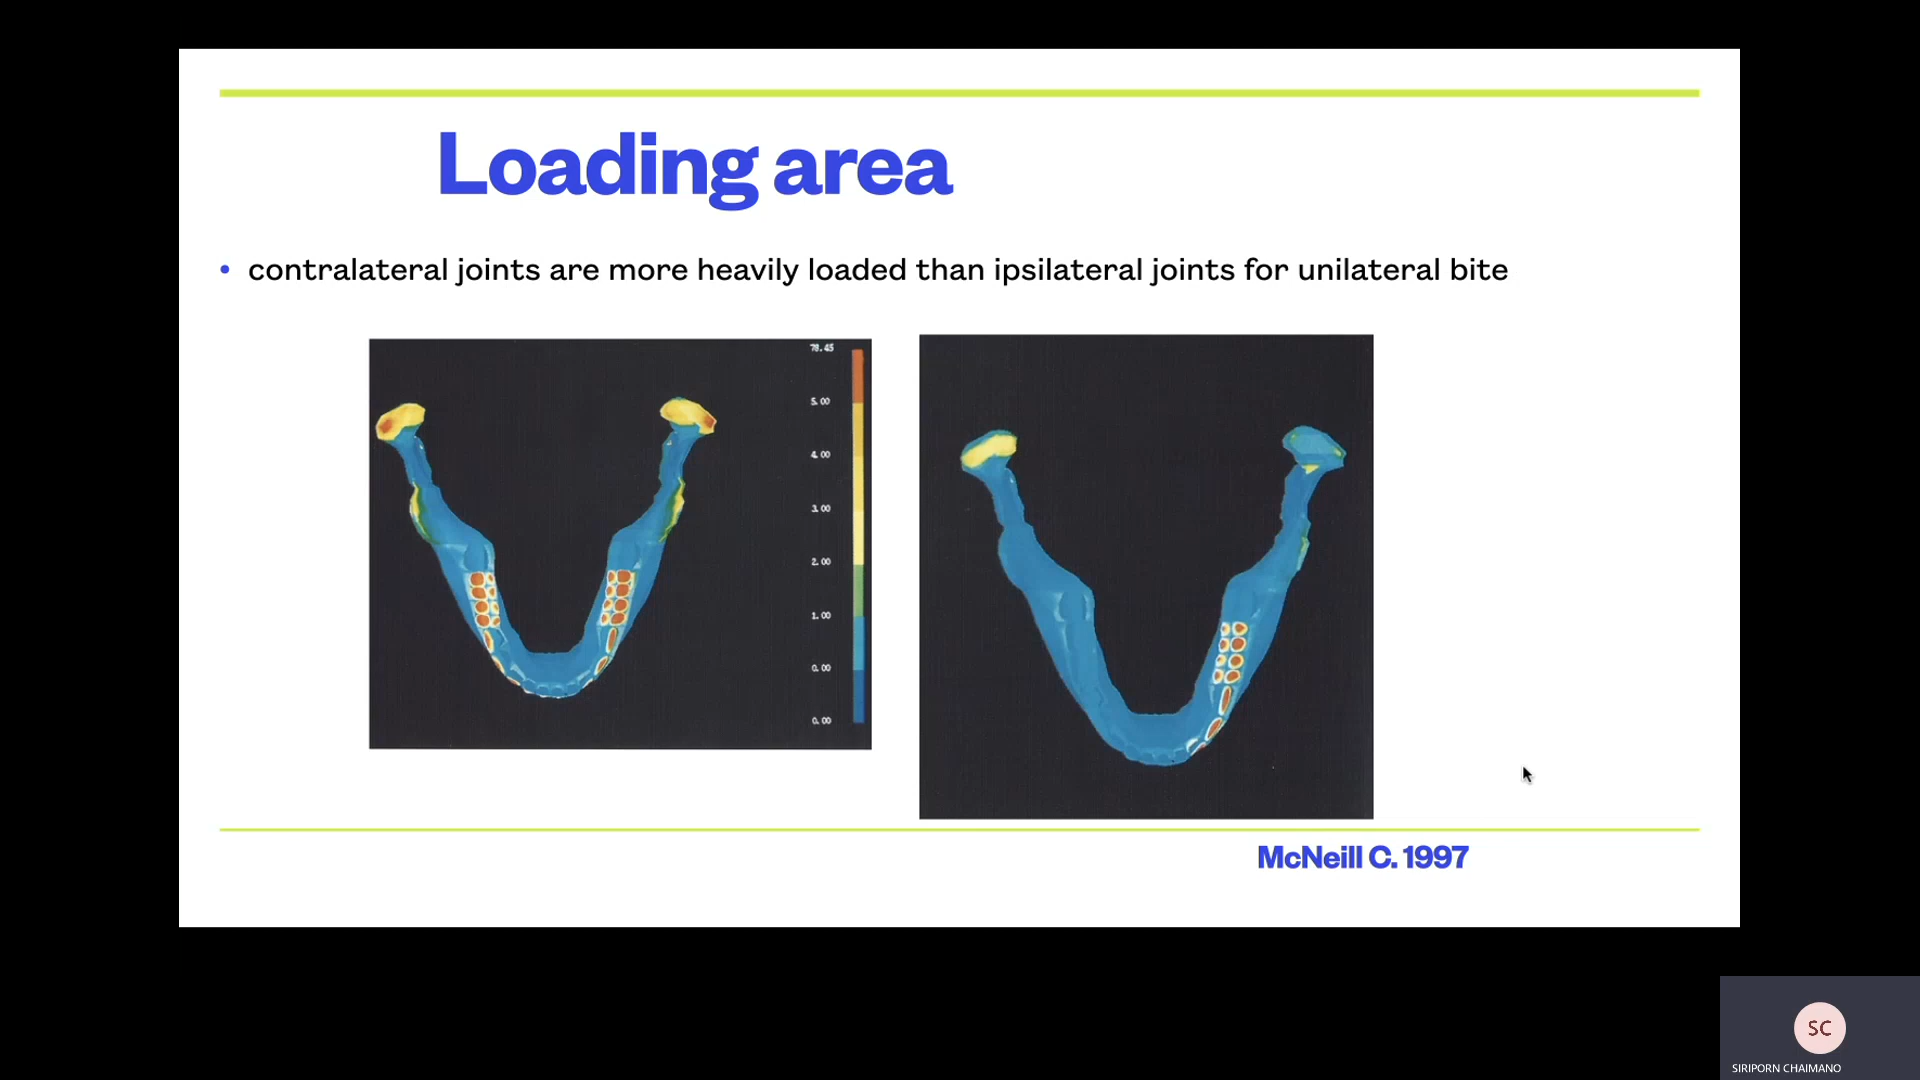 Loading area
• contralateral joints are more heavily loaded than ipsilateral joints for unilateral bite
78.45
5.00
4.00
3.00
2.00
1.00
0.00
0.00
McNeill C. 1997
SC
SIRIPORN CHAIMANO